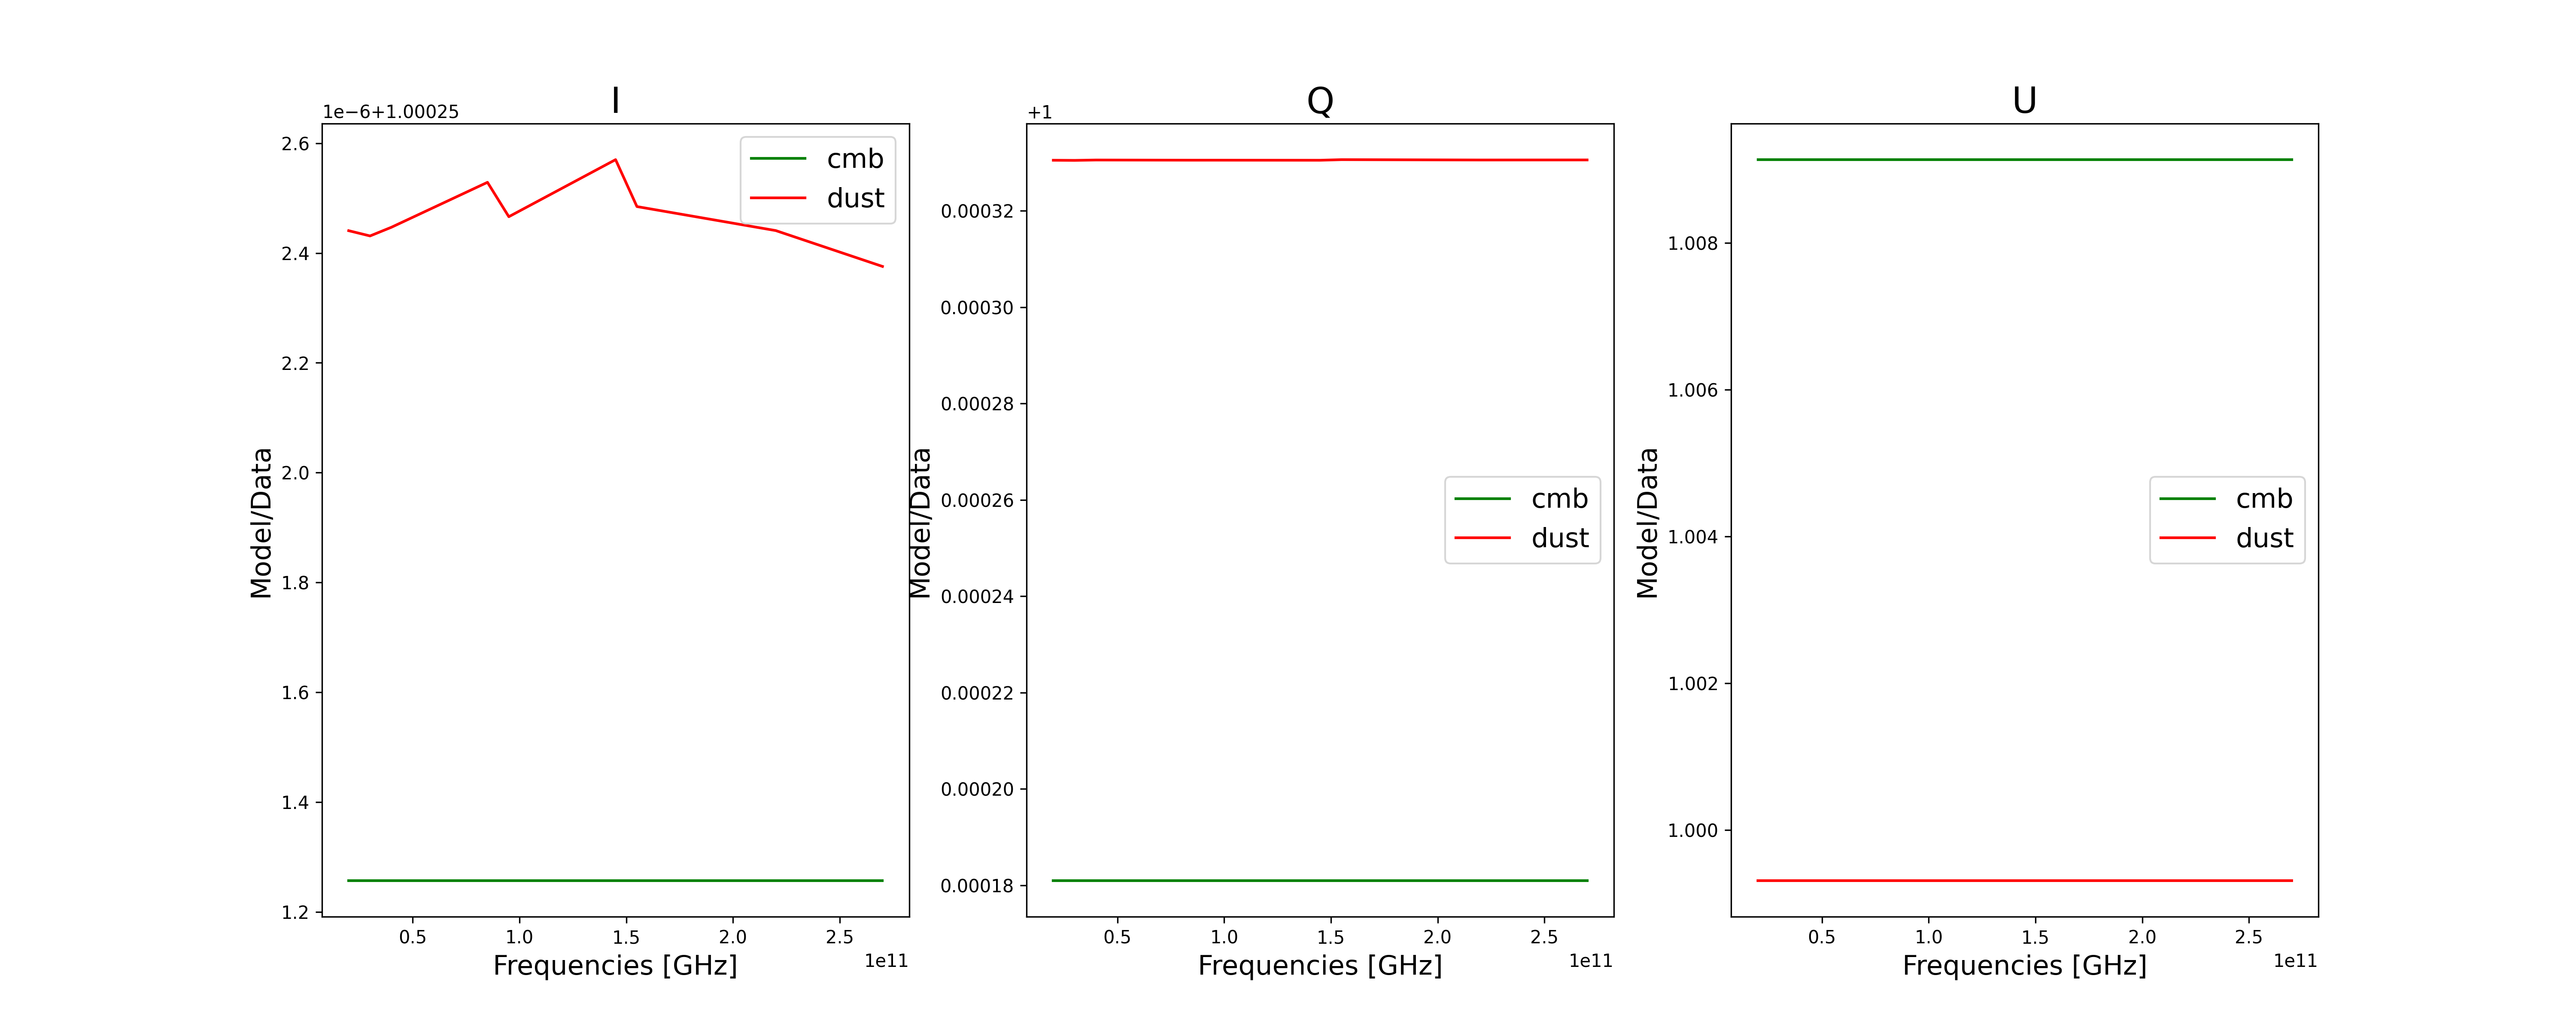 I
1e−6+1.00025
2.6
2.4
2.2
2.0
1.8
1.6
1.4
1.2
Model/Data
cmb
dust
0.5 1.0 1.5 2.0 2.5
1e11
Frequencies [GHz]
Q
+1
0.00032
0.00030
0.00028
0.00026
0.00024
0.00022
0.00020
0.00018
Model/Data
cmb
dust
0.5 1.0 1.5 2.0 2.5
1e11
Frequencies [GHz]
U
1.008
1.006
1.004
1.002
1.000
Model/Data
cmb
dust
0.5 1.0 1.5 2.0 2.5
1e11
Frequencies [GHz]